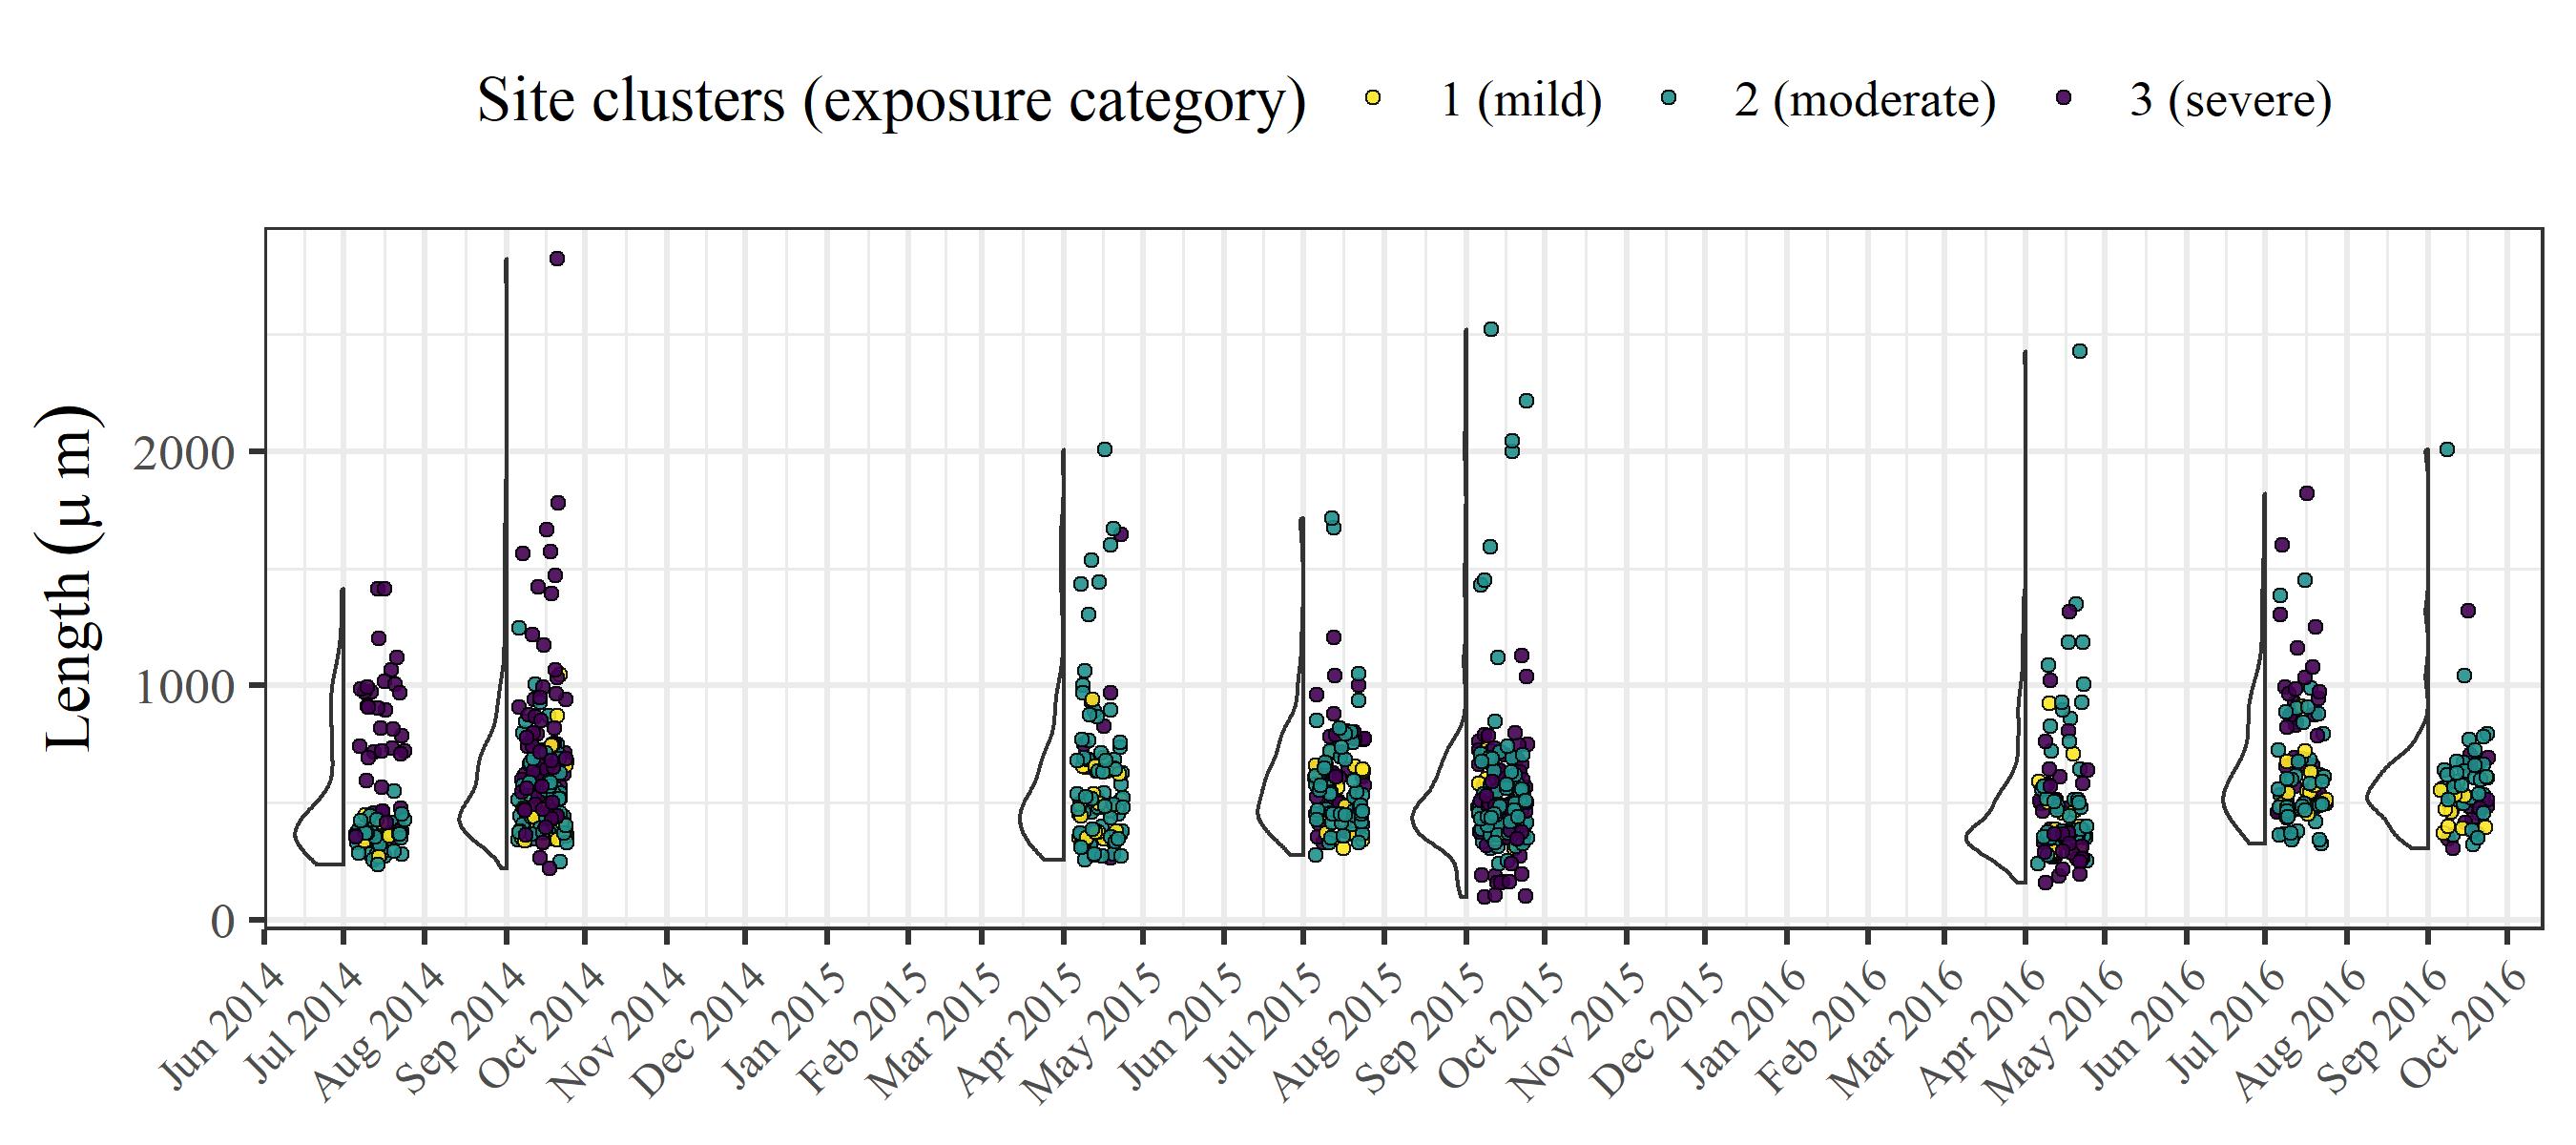 Site clusters (exposure category) 1 (mild) 2 (moderate) 3 (severe)
Length (μ m)
2000
1000
0
Jun 2014
Jul 2014
Aug 2014
Sep 2014
Oct 2014
Nov 2014
Dec 2014
Jan 2015
Feb 2015
Mar 2015
Apr 2015
May 2015
Jun 2015
Jul 2015
Aug 2015
Sep 2015
Oct 2015
Nov 2015
Dec 2015
Jan 2016
Feb 2016
Mar 2016
Apr 2016
May 2016
Jun 2016
Jul 2016
Aug 2016
Sep 2016
Oct 2016